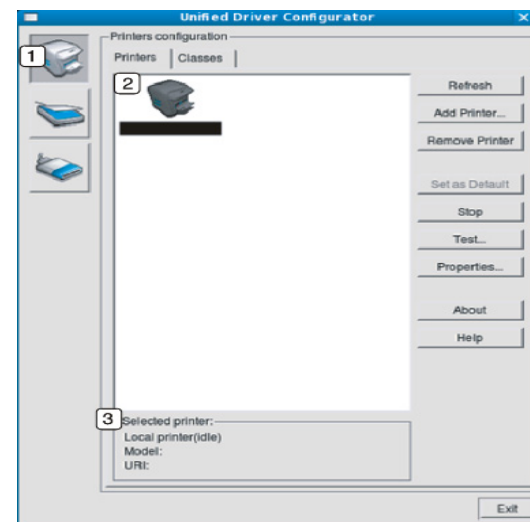 Unified Driver Configurator
Printers configuration
1
Printers Classes
2
Refresh
Add Printer...
Remove Printer
Set as Default
Stop
Test...
Properties...
About
Help
3
Selected printer:
Local printer(idle)
Model:
URI:
Exit